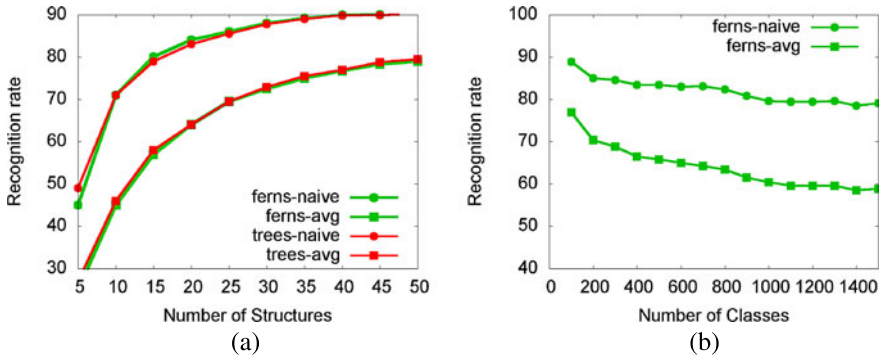 Recognition rate
90
80
70
60
50
40
30
5
10
15
20
25
30
35
40
45
50
Number of Structures
ferns-naive
ferns-avg
trees-naive
trees-avg
(a)
Recognition rate
100
90
80
70
60
50
40
0
200
400
600
800
1000
1200
1400
Number of Classes
ferns-naive
ferns-avg
(b)